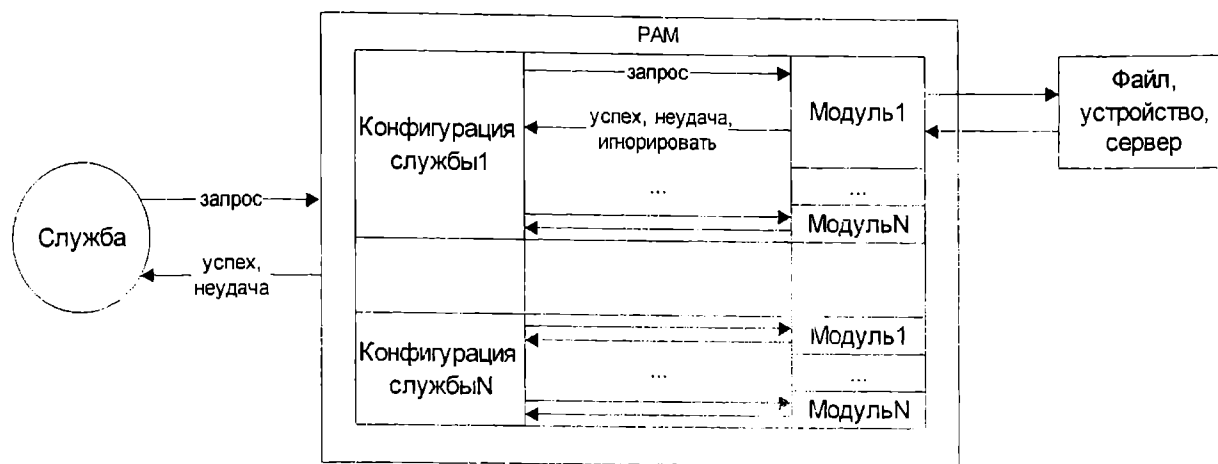 РАМ
запрос
Конфигурация
службы1
успех, неудача,
игнорировать
...
Модуль1
...
МодульN
Файл,
устройство,
сервер
Служба
запрос
успех,
неудача
Конфигурация
службыN
...
Модуль1
...
МодульN